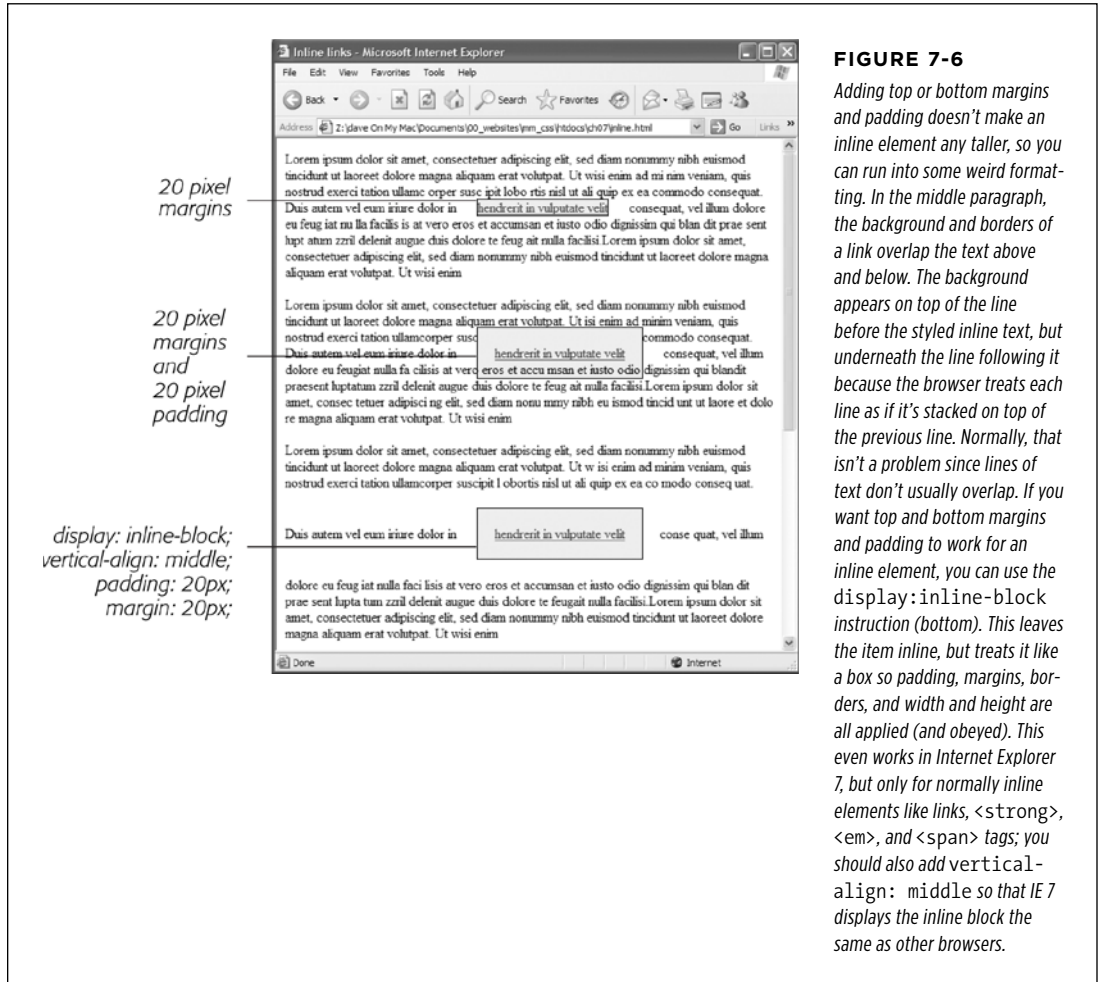 20 pixel
margins
20 pixel
margins
and
20 pixel
padding
display: inline-block;
vertical-align: middle;
padding: 20px;
margin: 20px;
Inline links - Microsoft Internet Explorer
File Edit View Favorites Tools Help
Back Search Favorites
Address Z:\dave On My Mac\Documents\00_websites\mm_css\htdocs\ch07\inline.html Go Links »
Lorem ipsum dolor sit amet, consectetuer adipiscing elit, sed diam nonummy nibh euismod
tincidunt ut laoreet dolore magna aliquam erat volutpat. Ut wisi enim ad mi nim veniam, quis
nostrud exerci tation ullamc orper susc ipit lobo rtis nisl ut ali quip ex ea commodo consequat.
Duis autem vel eum iriure dolor in hendrerit in vulputate velit consequat, vel illum dolore
eu feug iat nu lla facilis is at vero eros et accumsan et iusto odio dignissim qui blan dit prae sent
lupt atum zzril delenit augue duis dolore te feug ait nulla facilisi.Lorem ipsum dolor sit amet,
consectetuer adipiscing elit, sed diam nonummy nibh euismod tincidunt ut laoreet dolore magna
aliquam erat volutpat. Ut wisi enim
Lorem ipsum dolor sit amet, consectetuer adipiscing elit, sed diam nonummy nibh euismod
tincidunt ut laoreet dolore magna aliquam erat volutpat. Ut isi enim ad minim veniam, quis
nostrud exerci tation ullamcorper susc commodo consequat.
Duis autem vel eum iriure dolor in hendrerit in vulputate velit consequat, vel illum
dolore eu feugiat nulla fa cilisis at vero eros et accu msan et iusto odio dignissim qui blandit
praesent luptatum zzril delenit augue duis dolore te feug ait nulla facilisi.Lorem ipsum dolor sit
amet, consec tetuer adipisci ng elit, sed diam nonu mmy nibh eu ismod tincid unt ut laore et dolo
re magna aliquam erat volutpat. Ut wisi enim
Lorem ipsum dolor sit amet, consectetuer adipiscing elit, sed diam nonummy nibh euismod
tincidunt ut laoreet dolore magna aliquam erat volutpat. Ut w isi enim ad minim veniam, quis
nostrud exerci tation ullamcorper suscipit l obortis nisl ut ali quip ex ea co modo conseq uat.
Duis autem vel eum iriure dolor in hendrerit in vulputate velit conse quat, vel illum
dolore eu feug iat nulla faci lisis at vero eros et accumsan et iusto odio dignissim qui blan dit
prae sent lupta tum zzril delenit augue duis dolore te feugait nulla facilisi.Lorem ipsum dolor sit
amet, consectetuer adipiscing elit, sed diam nonummy nibh euismod tincidunt ut laoreet dolore
magna aliquam erat volutpat. Ut wisi enim
Done Internet
FIGURE 7-6
Adding top or bottom margins
and padding doesn't make an
inline element any taller, so you
can run into some weird format-
ting. In the middle paragraph,
the background and borders of
a link overlap the text above
and below. The background
appears on top of the line
before the styled inline text, but
underneath the line following it
because the browser treats each
line as if it's stacked on top of
the previous line. Normally, that
isn't a problem since lines of
text don't usually overlap. If you
want top and bottom margins
and padding to work for an
inline element, you can use the
display:inline-block
instruction (bottom). This leaves
the item inline, but treats it like
a box so padding, margins, bor-
ders, and width and height are
all applied (and obeyed). This
even works in Internet Explorer
7, but only for normally inline
elements like links, <strong>,
<em>, and <span> tags; you
should also add vertical-
align: middle so that IE 7
displays the inline block the
same as other browsers.